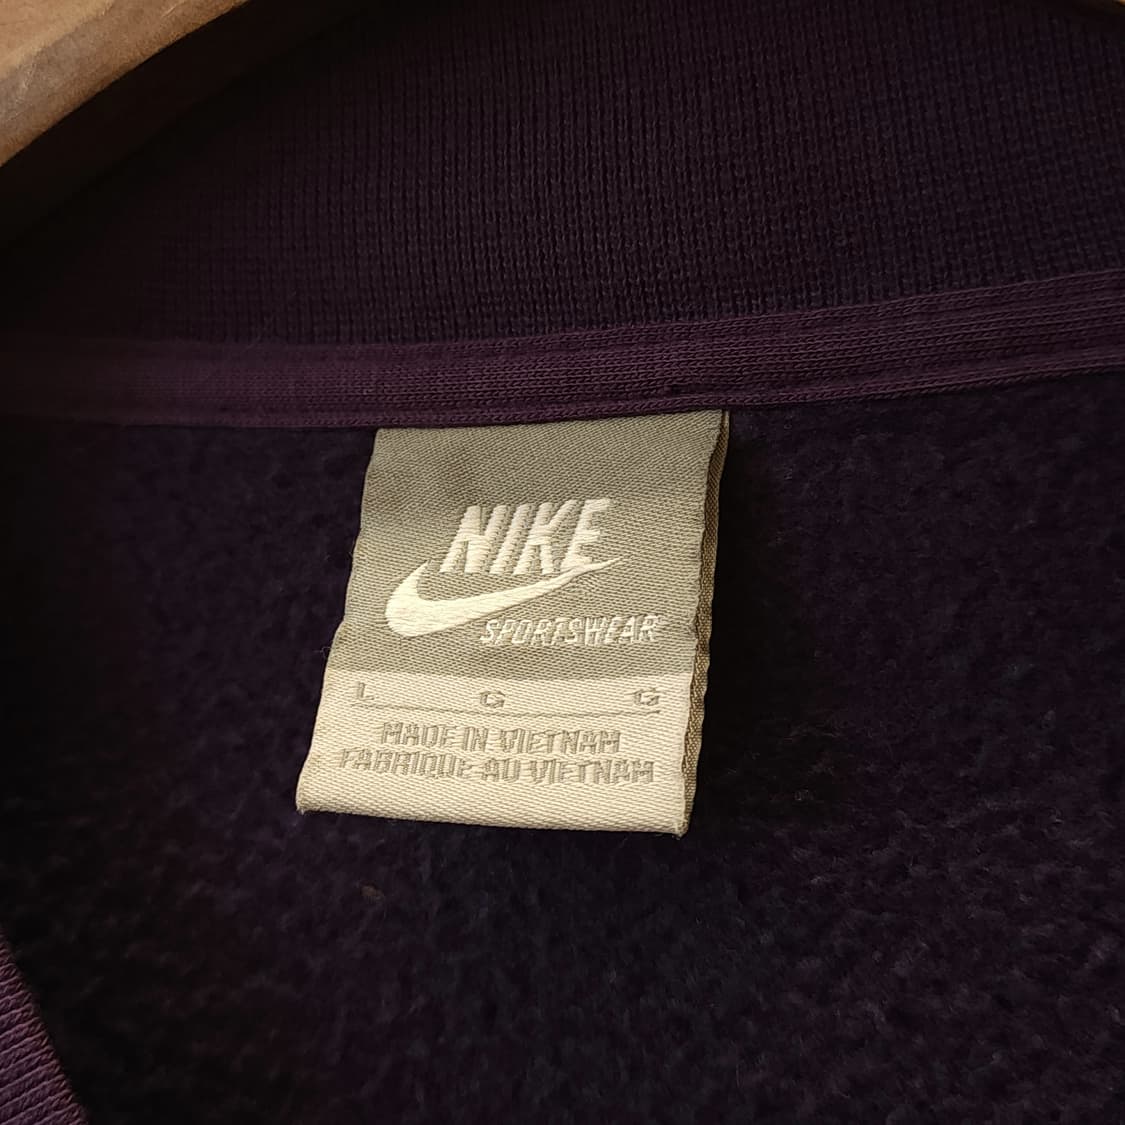 NIKE
SPORTSWEAR
L G G
MADE IN VIETNAM
FABRIQUE AU VIETNAM